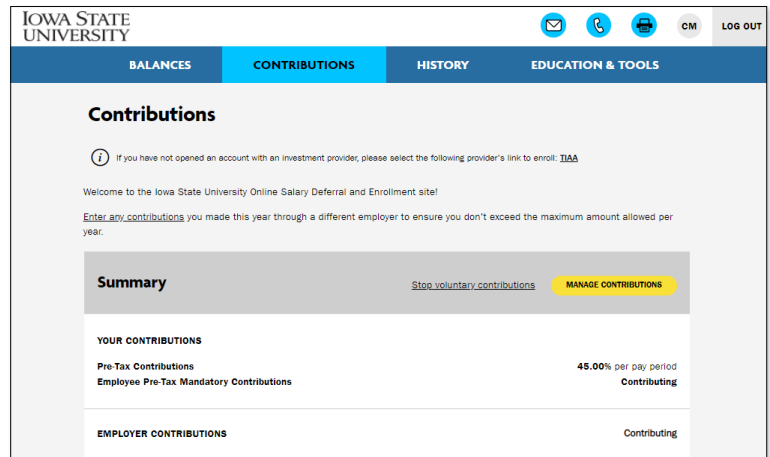 IOWA STATE
UNIVERSITY
CM
LOG OUT
BALANCES
CONTRIBUTIONS
HISTORY
EDUCATION & TOOLS
Contributions
i If you have not opened an account with an investment provider, please select the following provider's link to enroll: TIAA
Welcome to the Iowa State University Online Salary Deferral and Enrollment site!
Enter any contributions you made this year through a different employer to ensure you don't exceed the maximum amount allowed per
year.
Summary
Stop voluntary contributions
MANAGE CONTRIBUTIONS
YOUR CONTRIBUTIONS
Pre-Tax Contributions 45.00% per pay period
Employee Pre-Tax Mandatory Contributions Contributing
EMPLOYER CONTRIBUTIONS Contributing